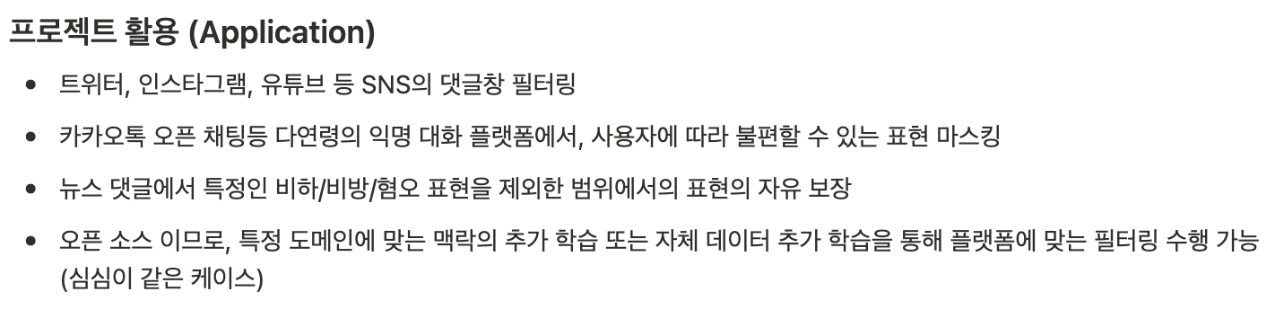 프로젝트 활용 (Application)
• 트위터, 인스타그램, 유튜브 등 SNS의 댓글창 필터링
• 카카오톡 오픈 채팅등 다연령의 익명 대화 플랫폼에서, 사용자에 따라 불편할 수 있는 표현 마스킹
• 뉴스 댓글에서 특정인 비하/비방/혐오 표현을 제외한 범위에서의 표현의 자유 보장
• 오픈 소스 이므로, 특정 도메인에 맞는 맥락의 추가 학습 또는 자체 데이터 추가 학습을 통해 플랫폼에 맞는 필터링 수행 가능
(심심이 같은 케이스)